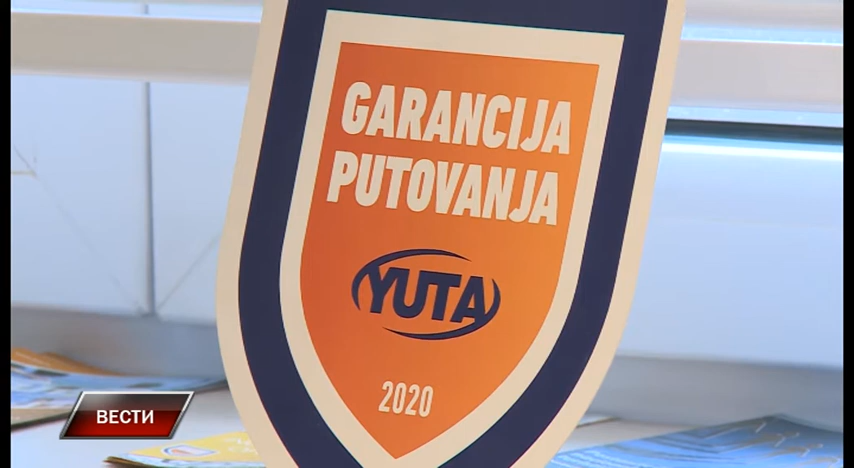 GARANCIJA
PUTOVANJA
YUTA
2020
ВЕСТИ